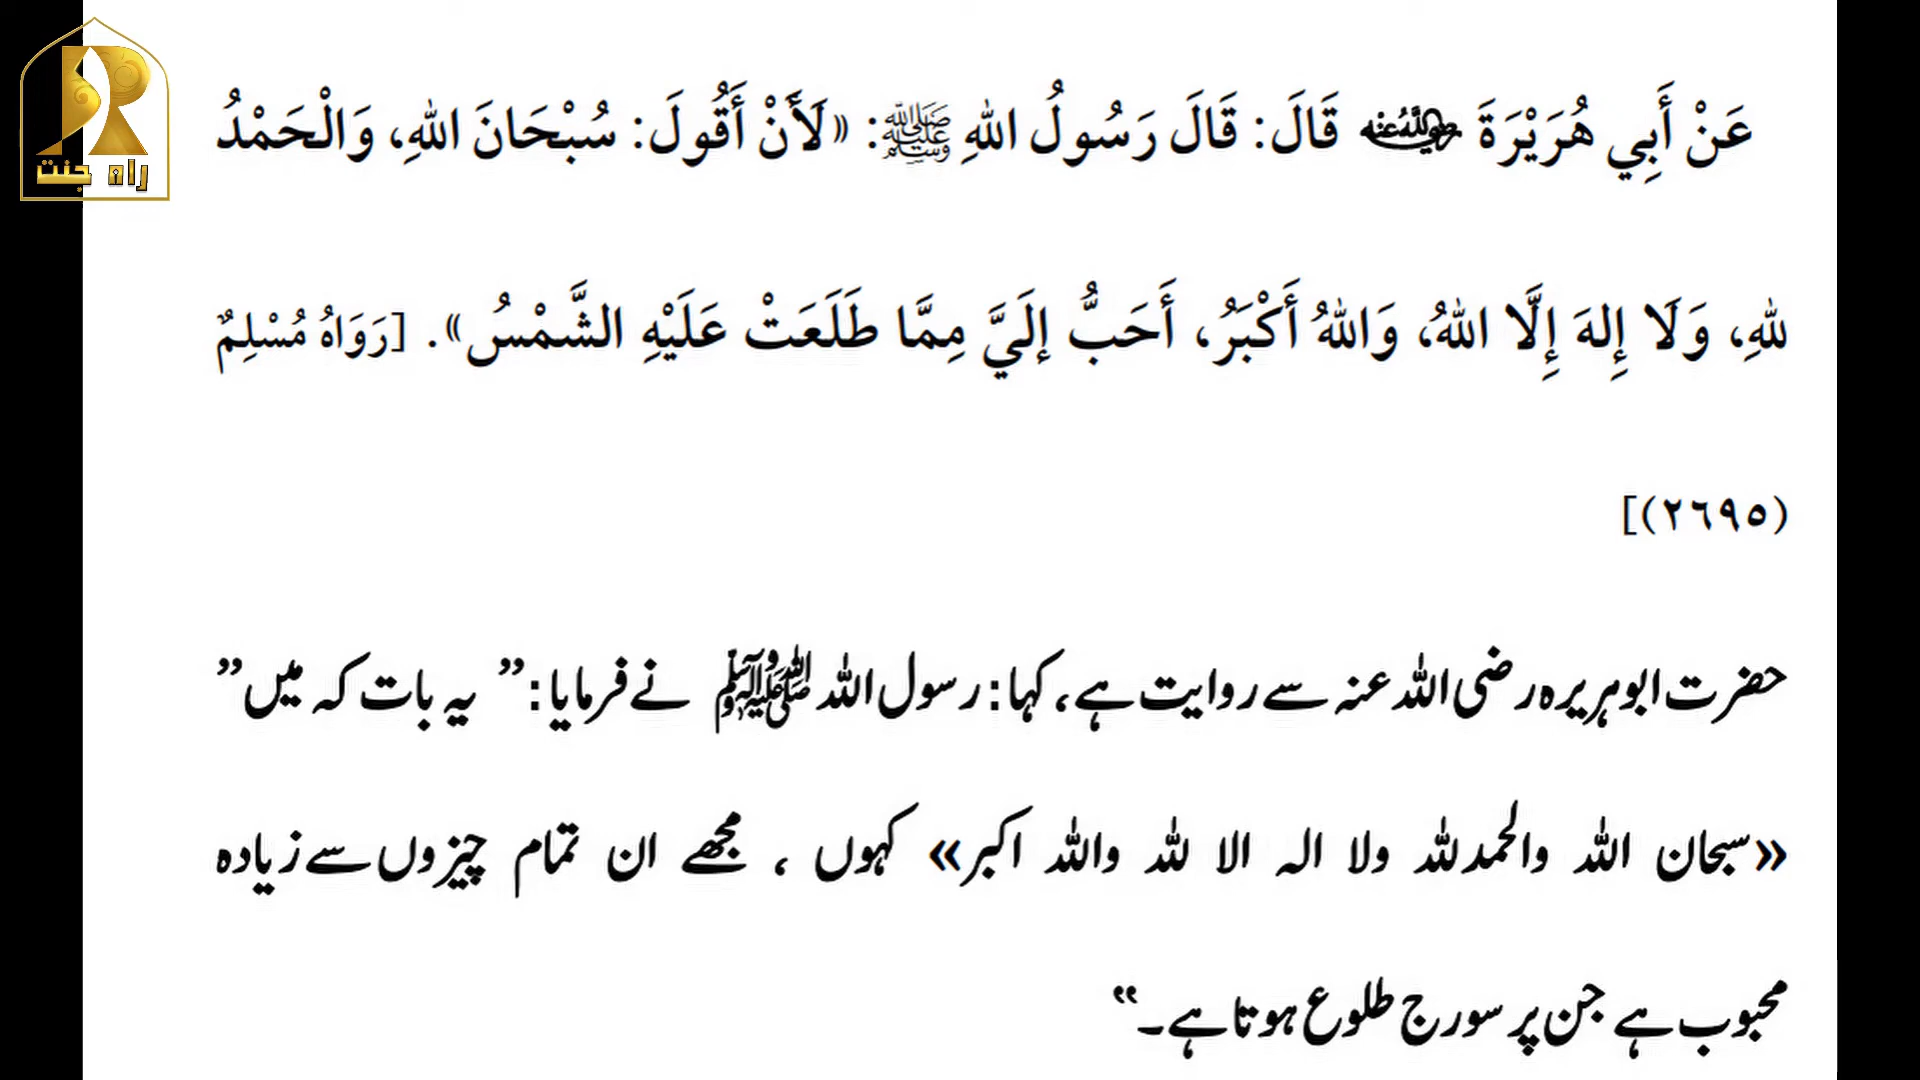 راہ جنت
عَنْ أَبِي هُرَيْرَةَ رضي الله عنه قَالَ: قَالَ رَسُولُ اللهِ ﷺ: «لَأَنْ أَقُولَ: سُبْحَانَ اللهِ، وَالْحَمْدُ
للهِ، وَلَا إِلهَ إِلَّا اللهُ، وَاللهُ أَكْبَرُ، أَحَبُّ إِلَيَّ مِمَّا طَلَعَتْ عَلَيْهِ الشَّمْسُ». [رَوَاهُ مُسْلِمٌ
(٢٦٩٥)]
حضرت ابوہریرہ رضی اللہ عنہ سے روایت ہے، کہا: رسول اللہ ﷺ نے فرمایا: ” یہ بات کہ میں ”
«سبحان اللہ والحمدللہ ولا الہ الا للہ واللہ اکبر» کہوں ، مجھے ان تمام چیزوں سے زیادہ
محبوب ہے جن پر سورج طلوع ہوتا ہے۔“